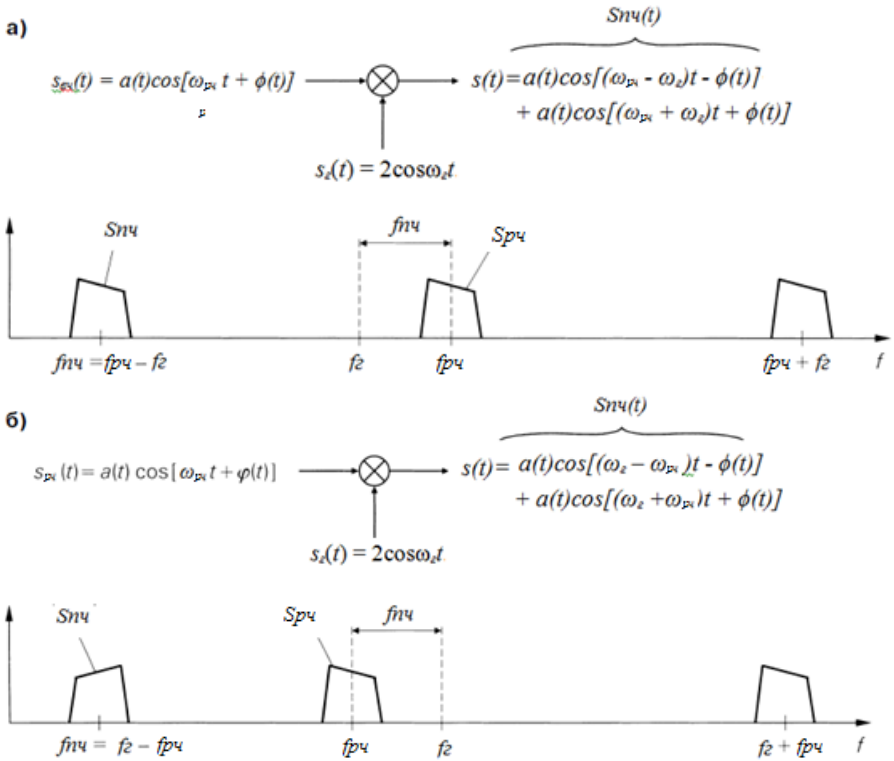 а)
Sпч(t)
sрч(t) = a(t)cos[ωрч t + ϕ(t)]
s(t)=a(t)cos[(ωрч - ωг)t - ϕ(t)]
+ a(t)cos[(ωрч + ωг)t + ϕ(t)]
р
sг(t) = 2cosωгt
Sпч
fпч
Sрч
fпч =fрч – fг
fг
fрч
fрч + fг
f
б)
Sпч(t)
sрч (t) = a(t) cos[ωрч t + φ(t)]
s(t)= a(t)cos[(ωг – ωрч )t - ϕ(t)]
+ a(t)cos[(ωг +ωрч)t + ϕ(t)]
sг(t) = 2cosωгt
Sпч
Sрч
fпч
fпч = fг – fрч
fрч
fг
fг + fрч
f